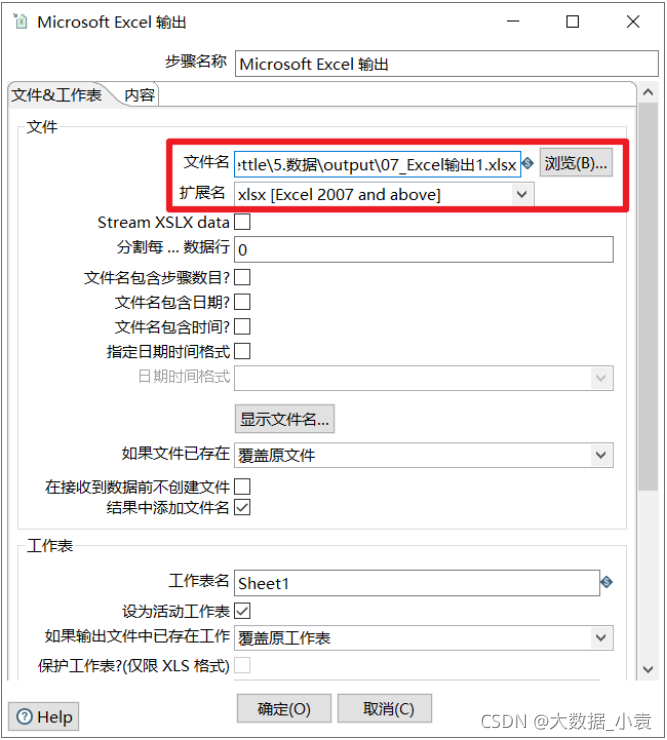 Microsoft Excel 输出
步骤名称 Microsoft Excel 输出
文件&工作表 内容
文件
文件名 ettle\5.数据\output\07_Excel输出1.xlsx 浏览(B)...
扩展名 xlsx [Excel 2007 and above]
Stream XSLX data
分割每 ... 数据行 0
文件名包含步骤数目?
文件名包含日期?
文件名包含时间?
指定日期时间格式
日期时间格式
显示文件名...
如果文件已存在 覆盖原文件
在接收到数据前不创建文件
结果中添加文件名
工作表
工作表名 Sheet1
设为活动工作表
如果输出文件中已存在工作 覆盖原工作表
保护工作表?(仅限 XLS 格式)
Help 确定(O) 取消(C)
CSDN @大数据_小袁